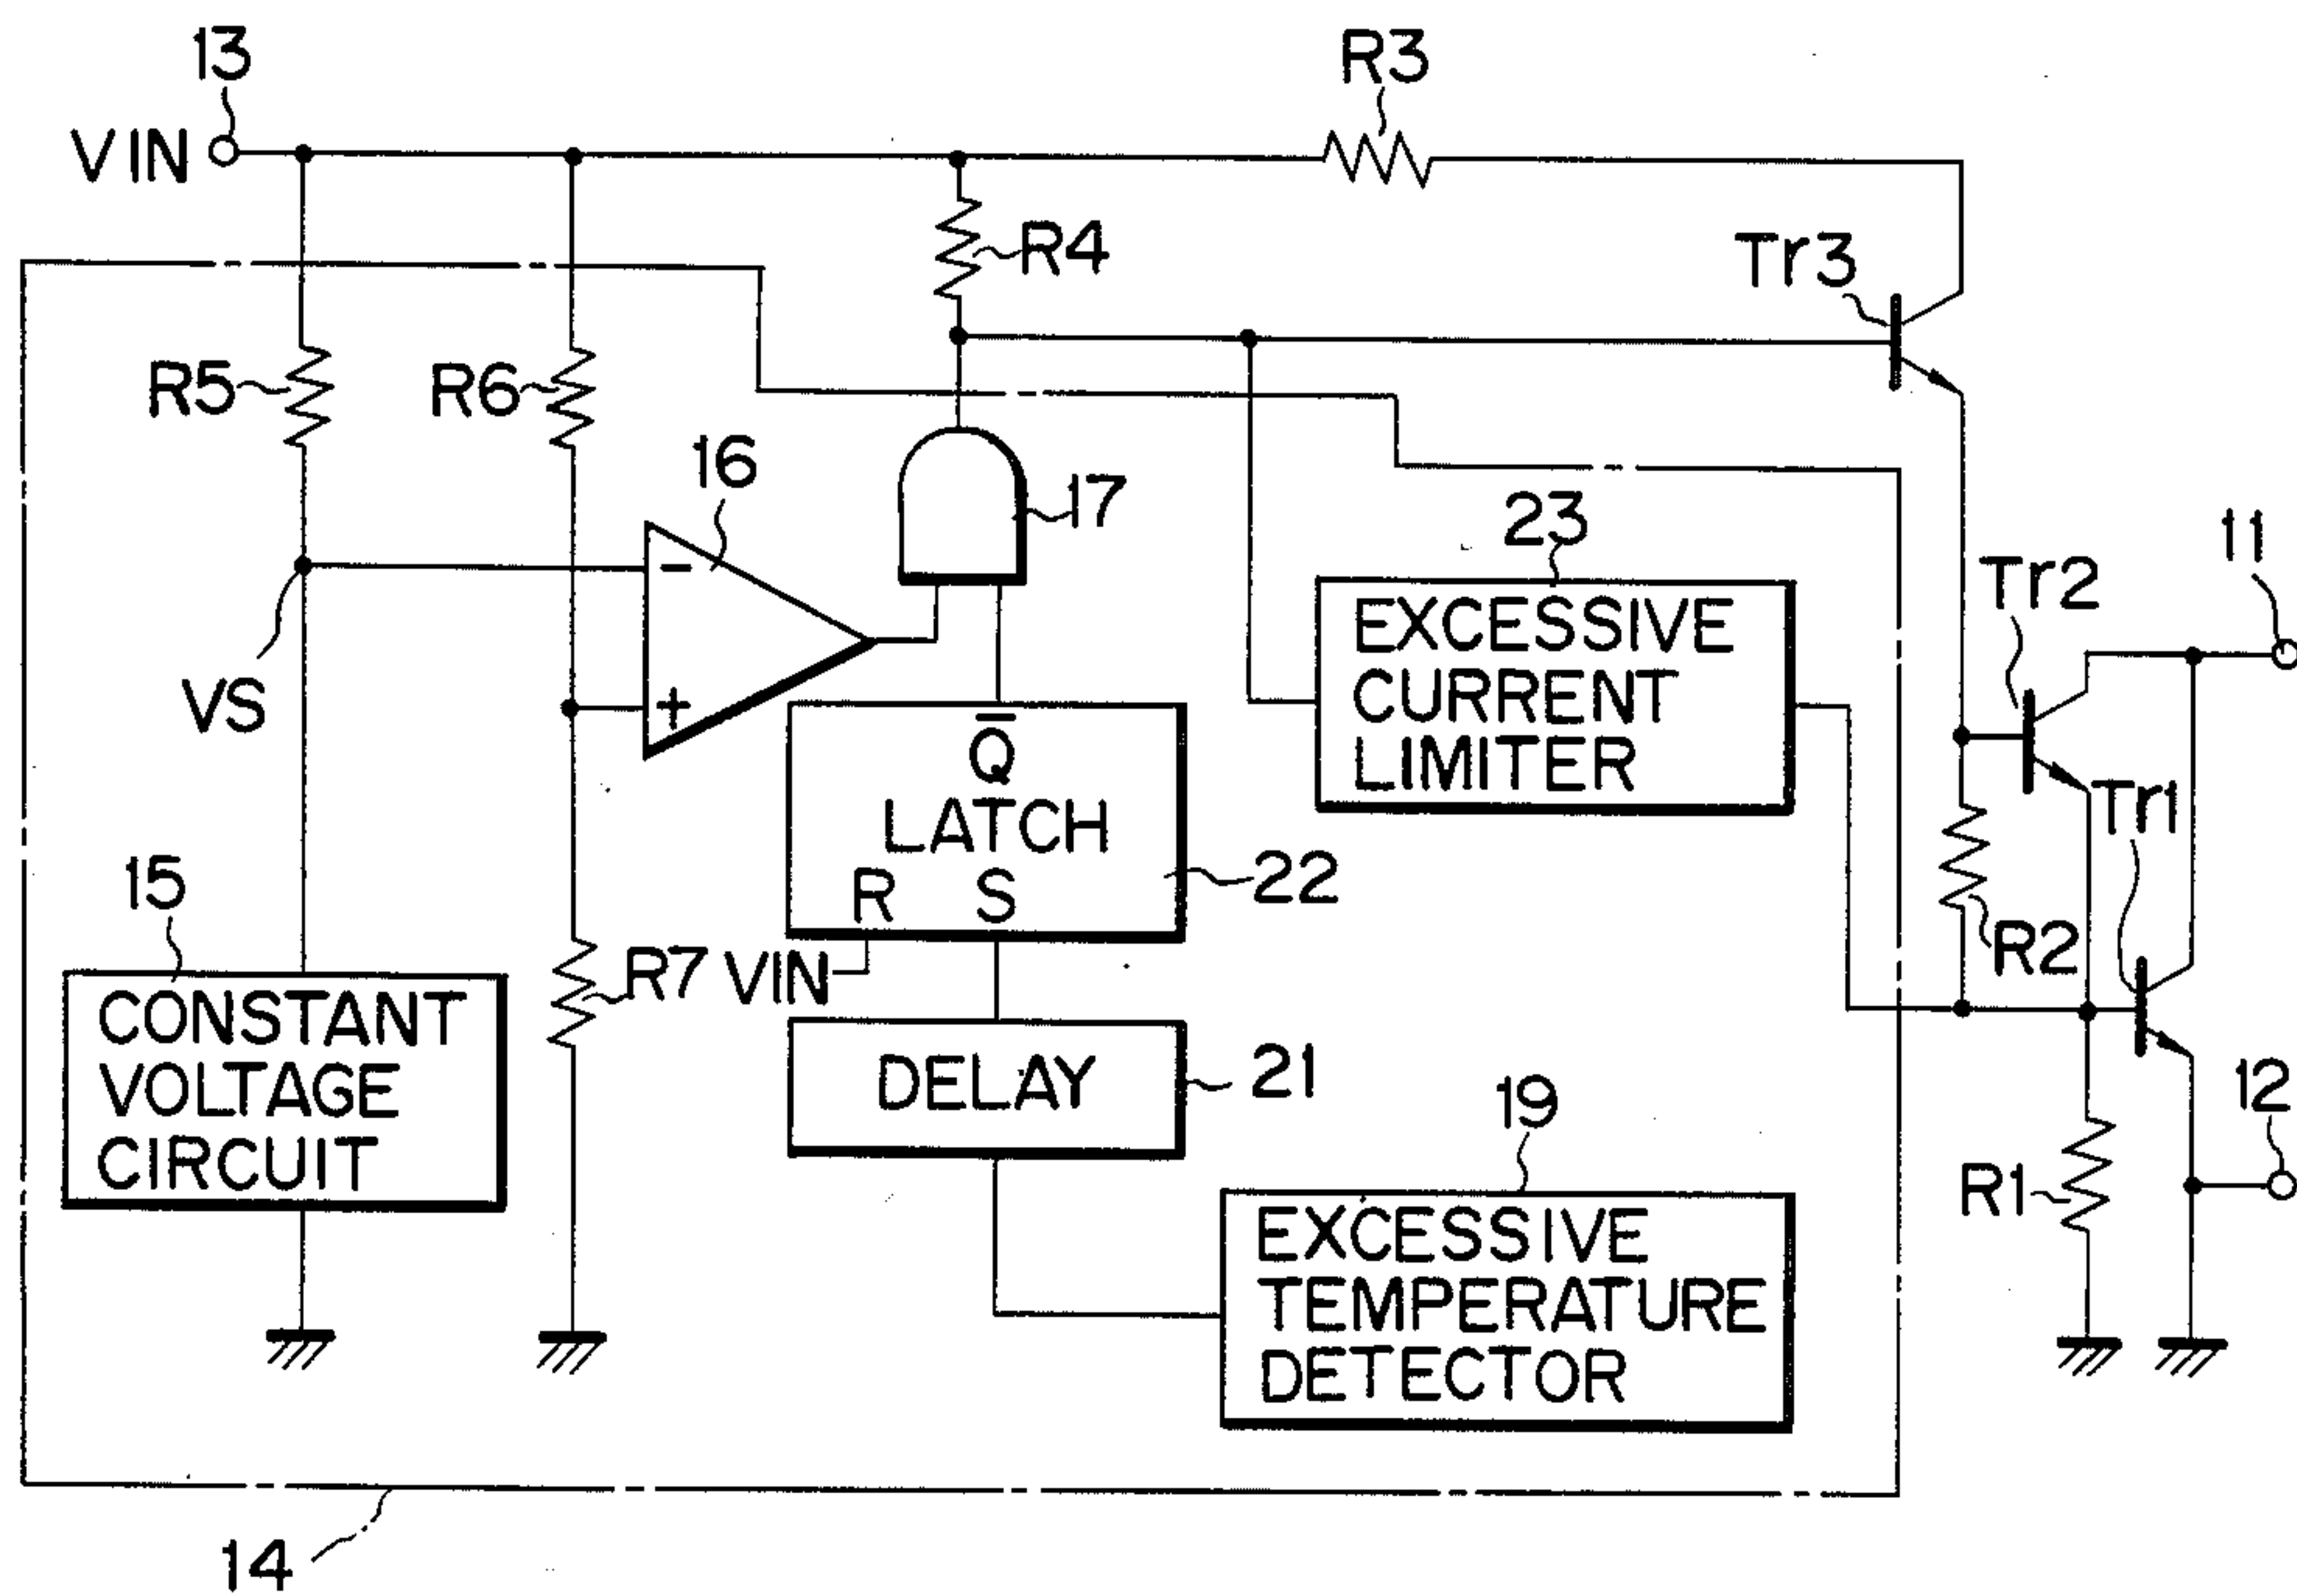 13
R3
VIN
R4
Tr3
R5
R6
16
17
23
11
-
EXCESSIVE
CURRENT
LIMITER
Tr2
VS
+
Q̅
LATCH
R S
22
Tr1
15
R2
R7
VIN
CONSTANT
VOLTAGE
CIRCUIT
DELAY
21
19
12
R1
EXCESSIVE
TEMPERATURE
DETECTOR
14